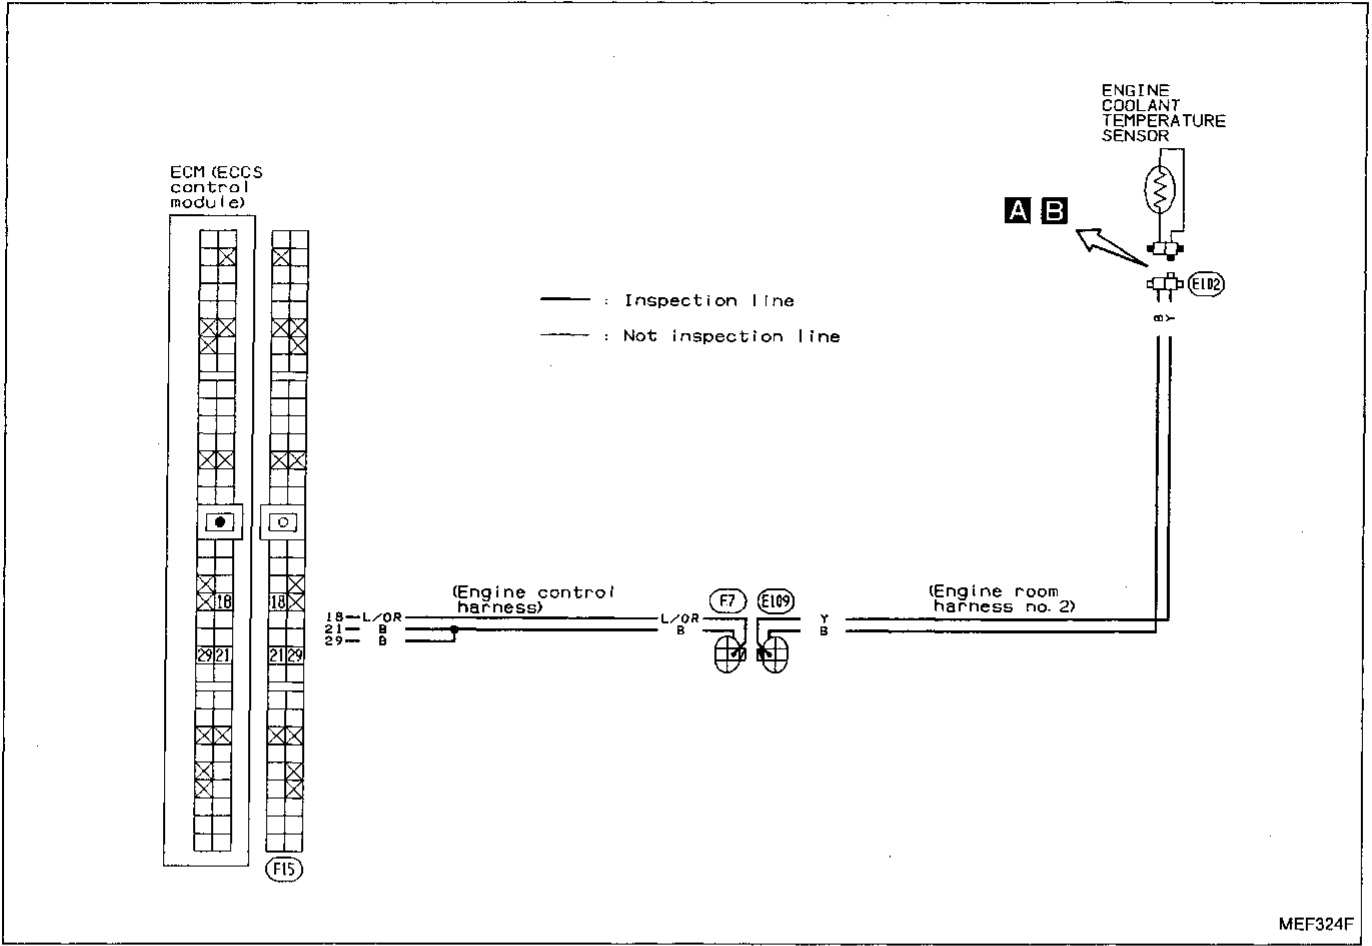 ENGINE
COOLANT
TEMPERATURE
SENSOR
ECM (ECCS
control
module)
A B
E102
B Y
: Inspection line
: Not inspection line
(Engine control
harness)
(Engine room
harness no. 2)
F7 E109
18 18
18 L/OR L/OR Y
21 B B B
29 B
29 21 21 29
F15
MEF324F